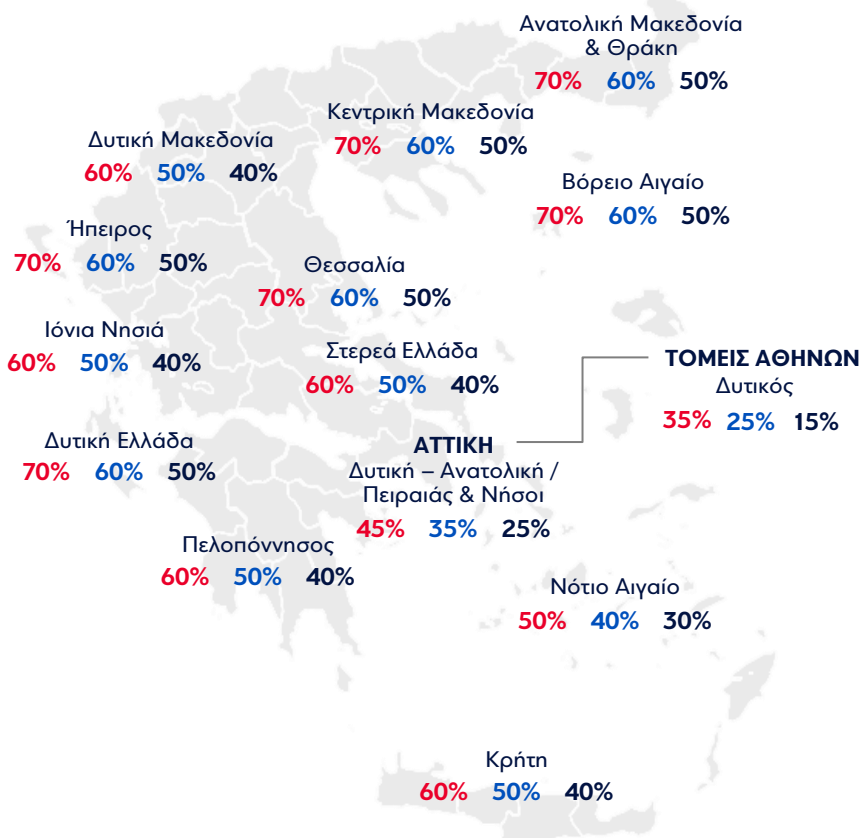 Ανατολική Μακεδονία
& Θράκη
70% 60% 50%
Κεντρική Μακεδονία
70% 60% 50%
Δυτική Μακεδονία
60% 50% 40%
Βόρειο Αιγαίο
70% 60% 50%
Ήπειρος
70% 60% 50%
Θεσσαλία
70% 60% 50%
Ιόνια Νησιά
60% 50% 40%
Στερεά Ελλάδα
60% 50% 40%
ΤΟΜΕΙΣ ΑΘΗΝΩΝ
Δυτικός
35% 25% 15%
Δυτική Ελλάδα
70% 60% 50%
ΑΤΤΙΚΗ
Δυτική – Ανατολική /
Πειραιάς & Νήσοι
45% 35% 25%
Πελοπόννησος
60% 50% 40%
Νότιο Αιγαίο
50% 40% 30%
Κρήτη
60% 50% 40%